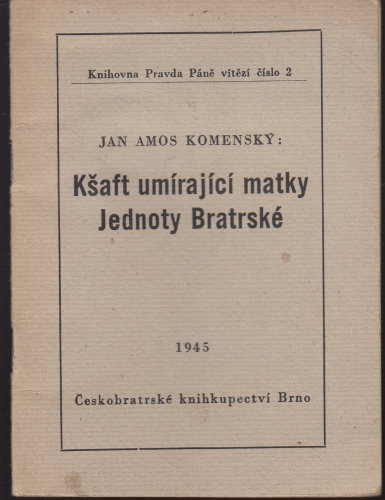 Knihovna Pravda Páně vítězí číslo 2
JAN AMOS KOMENSKÝ:
Kšaft umírající matky
Jednoty Bratrské
1945
Českobratrské knihkupectví Brno